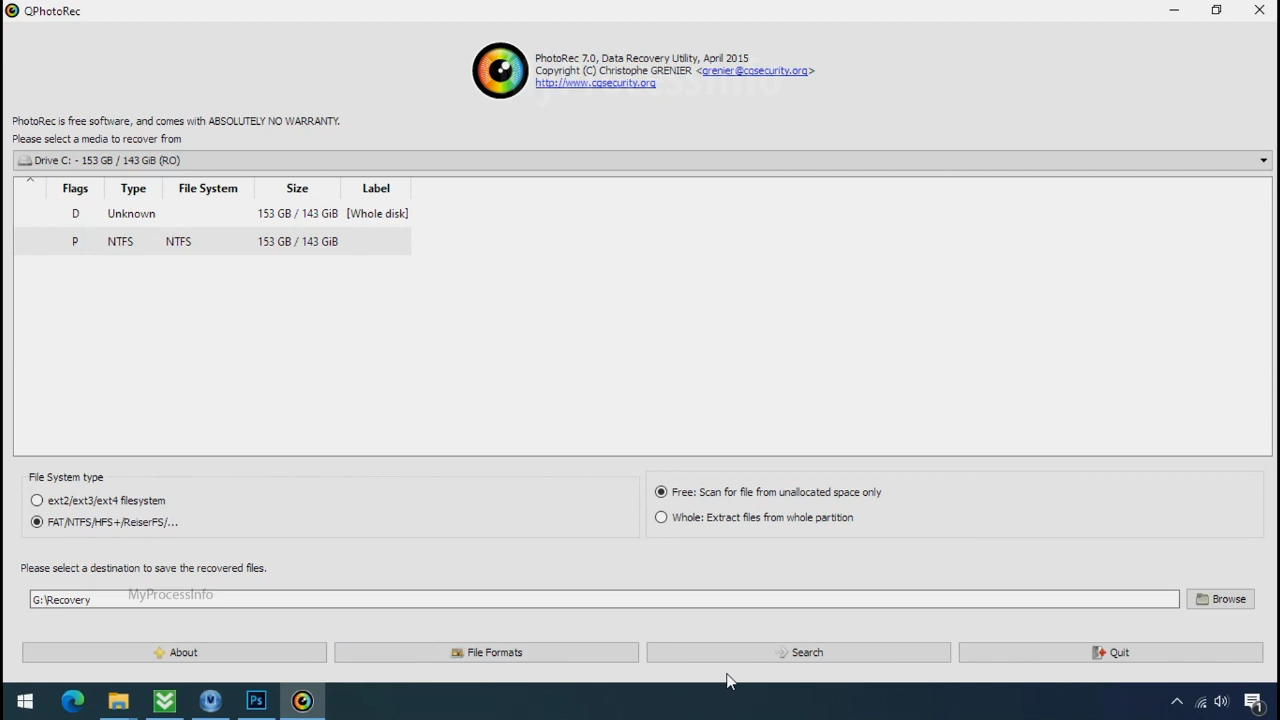 QPhotoRec
PhotoRec 7.0, Data Recovery Utility, April 2015
Copyright (C) Christophe GRENIER <grenier@cgsecurity.org>
http://www.cgsecurity.org
PhotoRec is free software, and comes with ABSOLUTELY NO WARRANTY.
Please select a media to recover from
Drive C: - 153 GB / 143 GiB (RO)
Flags Type File System Size Label
D Unknown 153 GB / 143 GiB [Whole disk]
P NTFS NTFS 153 GB / 143 GiB
File System type
ext2/ext3/ext4 filesystem
FAT/NTFS/HFS+/ReiserFS/...
Free: Scan for file from unallocated space only
Whole: Extract files from whole partition
Please select a destination to save the recovered files.
G:\Recovery
MyProcessInfo
Browse
About File Formats Search Quit
Ps
1